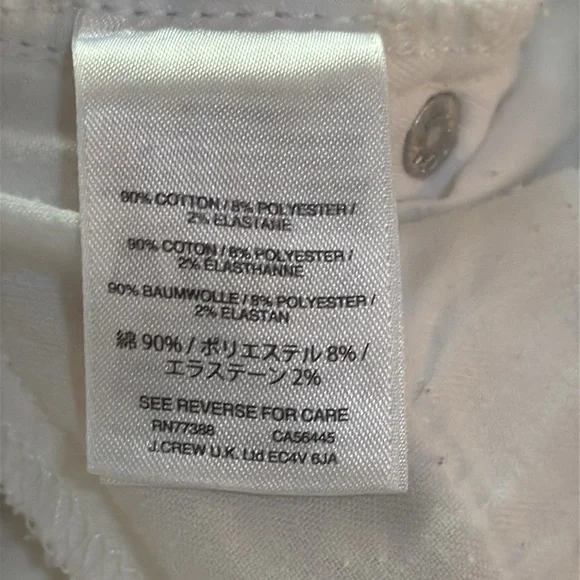 90% COTTON / 8% POLYESTER /
2% ELASTANE
90% COTON / 8% POLYESTER /
2% ELASTHANNE
90% BAUMWOLLE / 8% POLYESTER /
2% ELASTAN
綿 90% / ポリエステル 8% /
エラステーン 2%
SEE REVERSE FOR CARE
RN77388 CA56445
J.CREW U.K. Ltd EC4V 6JA